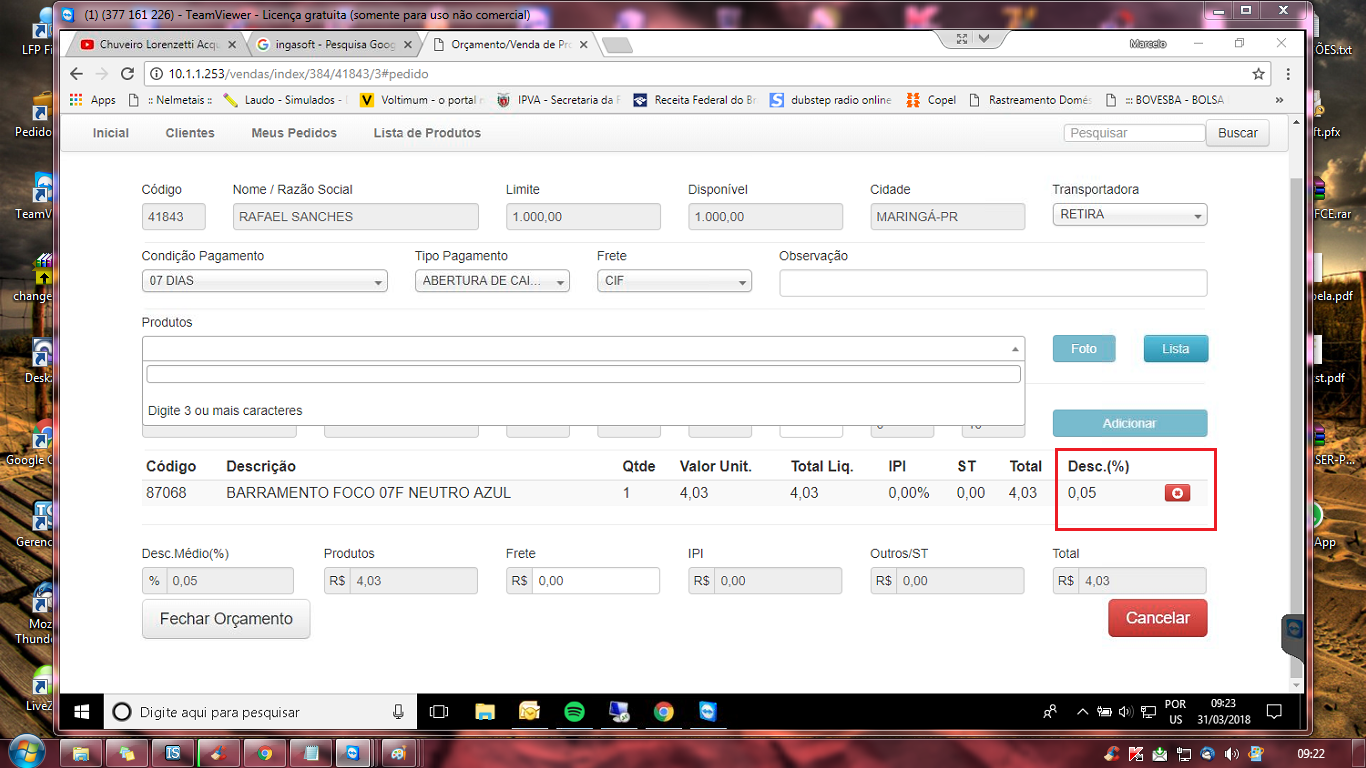 (1) (377 161 226) - TeamViewer - Licença gratuita (somente para uso não comercial)
Chuveiro Lorenzetti Acqu
ingasoft - Pesquisa Goog
Orçamento/Venda de Pro
Marcelo
10.1.1.253/vendas/index/384/41843/3#pedido
Apps
:: Nelmetais ::
Laudo - Simulados -
Voltimum - o portal
IPVA - Secretaria da F
Receita Federal do Br
dubstep radio online
Copel
Rastreamento Domés
::: BOVESBA - BOLSA
»
Inicial
Clientes
Meus Pedidos
Lista de Produtos
Pesquisar
Buscar
Código
Nome / Razão Social
Limite
Disponível
Cidade
Transportadora
41843
RAFAEL SANCHES
1.000,00
1.000,00
MARINGÁ-PR
RETIRA
Condição Pagamento
Tipo Pagamento
Frete
Observação
07 DIAS
ABERTURA DE CAI...
CIF
Produtos
Foto
Lista
Digite 3 ou mais caracteres
Adicionar
Código
Descrição
Qtde
Valor Unit.
Total Liq.
IPI
ST
Total
Desc.(%)
87068
BARRAMENTO FOCO 07F NEUTRO AZUL
1
4,03
4,03
0,00%
0,00
4,03
0,05
Desc.Médio(%)
Produtos
Frete
IPI
Outros/ST
Total
% 0,05
R$ 4,03
R$ 0,00
R$ 0,00
R$ 0,00
R$ 4,03
Fechar Orçamento
Cancelar
Digite aqui para pesquisar
POR
US
09:23
31/03/2018
09:22
LFP Fi
Pedido
TeamV
change
Desk
Google C
Gerenc
Moz
Thunde
LiveZ
ÕES.txt
ft.pfx
FCE.rar
bela.pdf
st.pdf
SER-P...
App